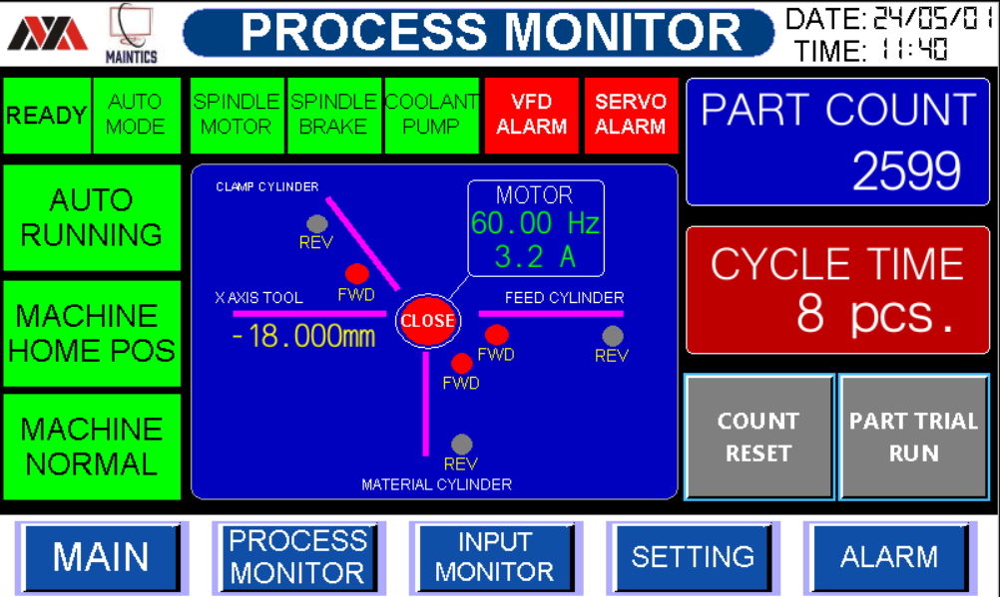 MAINTICS
PROCESS MONITOR
DATE: 24/05/01
TIME: 11:40
READY
AUTO
MODE
SPINDLE
MOTOR
SPINDLE
BRAKE
COOLANT
PUMP
VFD
ALARM
SERVO
ALARM
PART COUNT
2599
AUTO
RUNNING
MACHINE
HOME POS
MACHINE
NORMAL
CLAMP CYLINDER
REV
FWD
MOTOR
60.00 Hz
3.2 A
X AXIS TOOL
-18.000mm
CLOSE
FEED CYLINDER
FWD
REV
FWD
REV
MATERIAL CYLINDER
CYCLE TIME
8 pcs.
COUNT
RESET
PART TRIAL
RUN
MAIN
PROCESS
MONITOR
INPUT
MONITOR
SETTING
ALARM